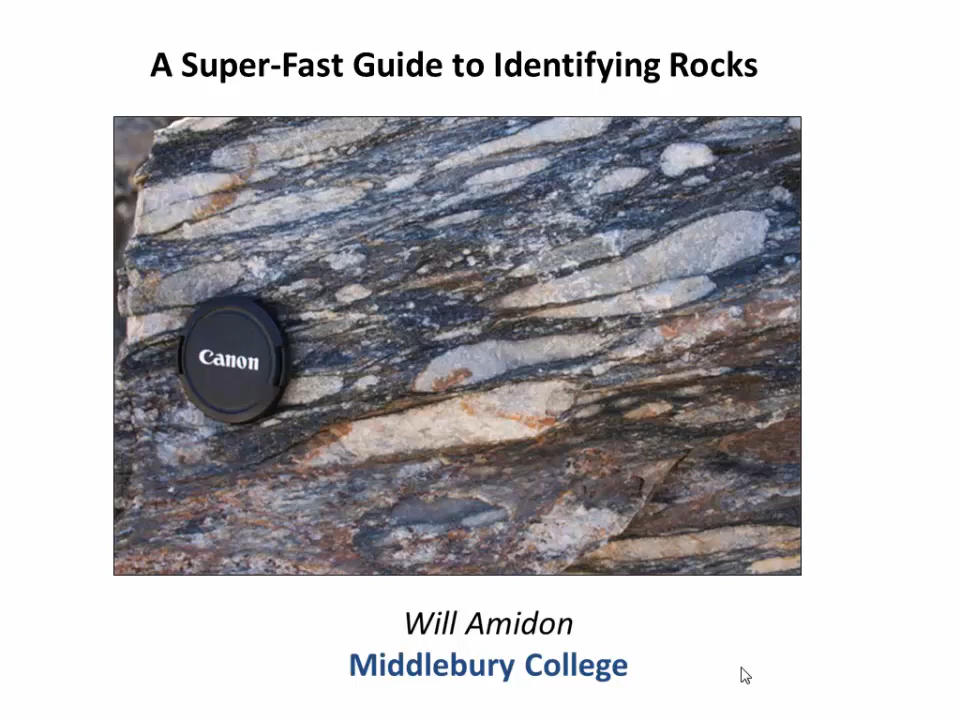 A Super-Fast Guide to Identifying Rocks
Canon
Will Amidon
Middlebury College